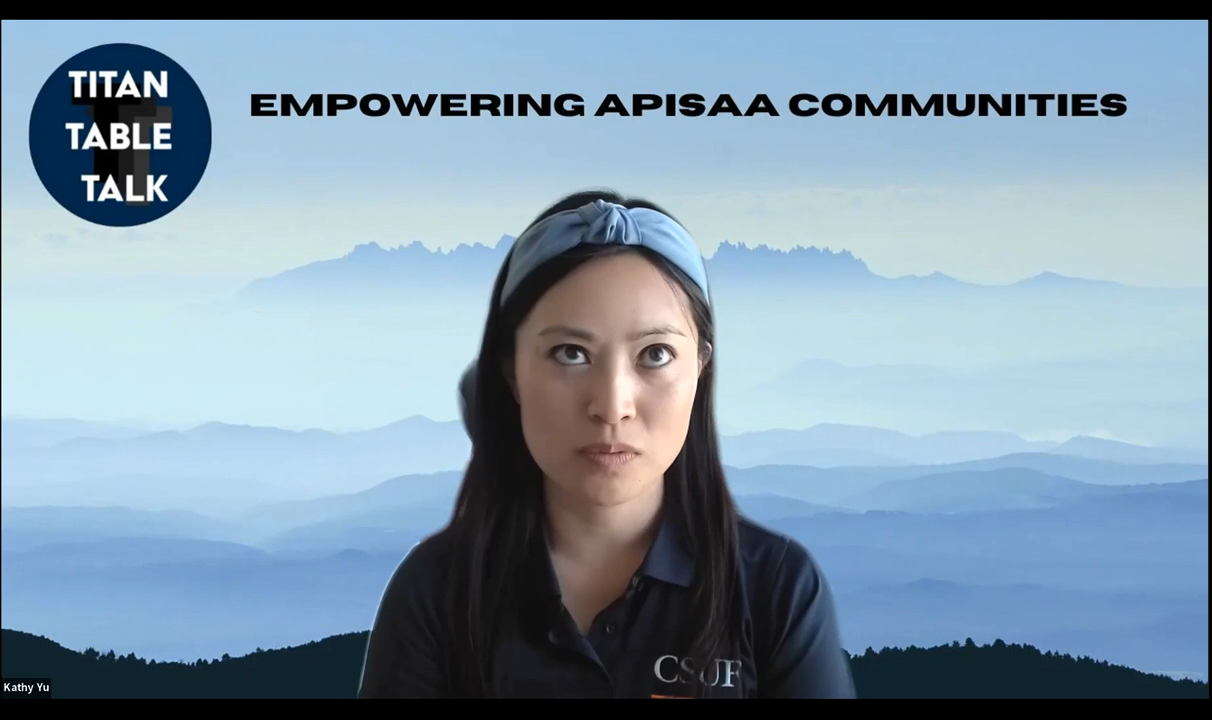 TITAN
TABLE
TALK
EMPOWERING APISAA COMMUNITIES
CSUF
Kathy Yu